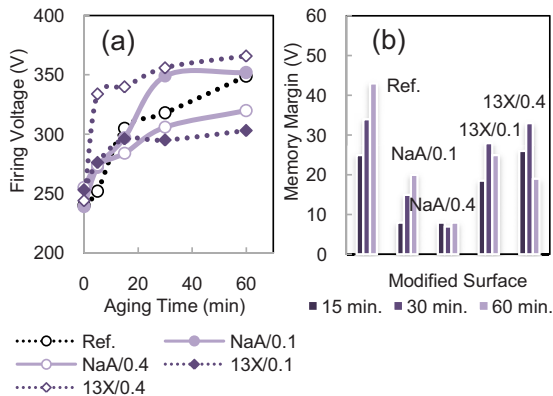 (a)
Firing Voltage (V)
400
350
300
250
200
0 20 40 60
Aging Time (min)
Ref.
NaA/0.1
NaA/0.4
13X/0.1
13X/0.4
(b)
Memory Margin (V)
60
50
40
30
20
10
0
Ref.
NaA/0.1
NaA/0.4
13X/0.1
13X/0.4
Modified Surface
15 min. 30 min. 60 min.